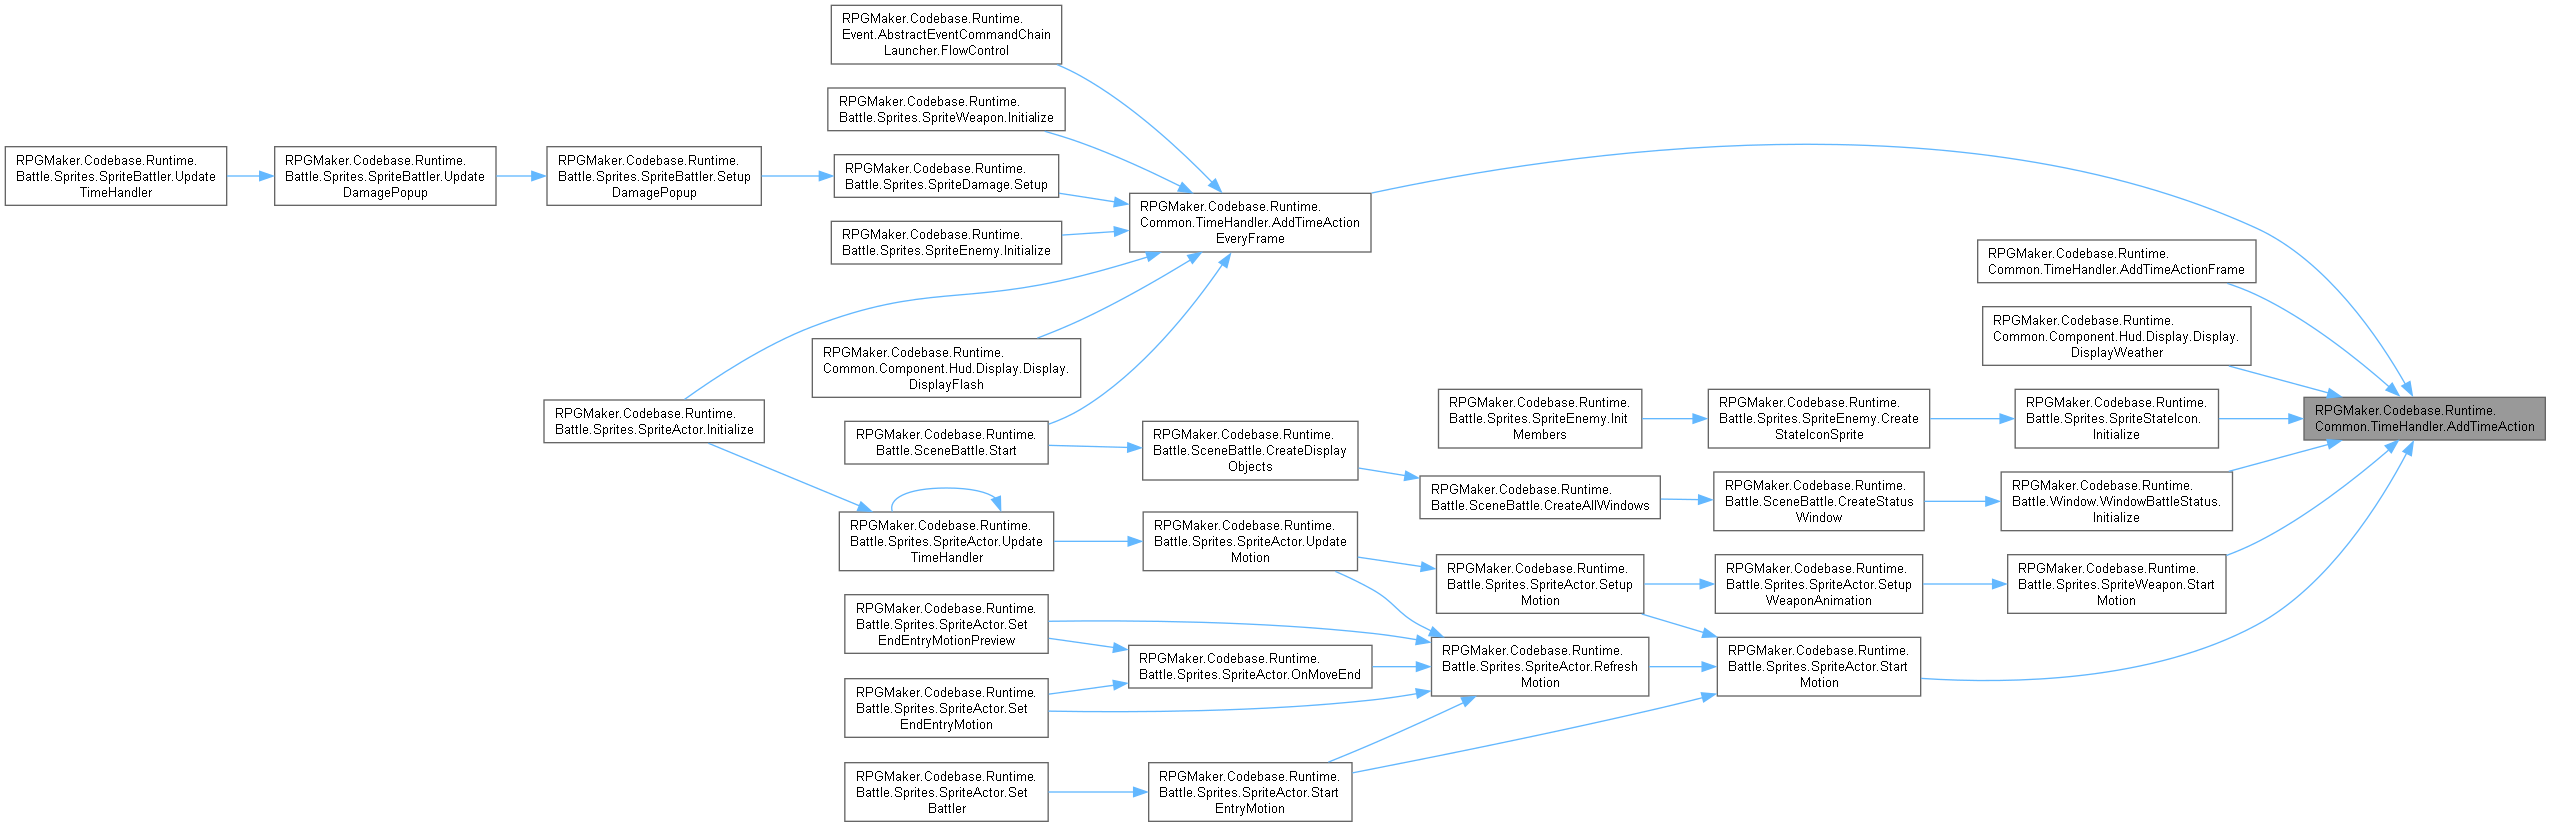 RPGMaker.Codebase.Runtime.
Event.AbstractEventCommandChain
Launcher.FlowControl
RPGMaker.Codebase.Runtime.
Battle.Sprites.SpriteWeapon.Initialize
RPGMaker.Codebase.Runtime.
Battle.Sprites.SpriteBattler.Update
TimeHandler
RPGMaker.Codebase.Runtime.
Battle.Sprites.SpriteBattler.Update
DamagePopup
RPGMaker.Codebase.Runtime.
Battle.Sprites.SpriteBattler.Setup
DamagePopup
RPGMaker.Codebase.Runtime.
Battle.Sprites.SpriteDamage.Setup
RPGMaker.Codebase.Runtime.
Common.TimeHandler.AddTimeAction
EveryFrame
RPGMaker.Codebase.Runtime.
Battle.Sprites.SpriteEnemy.Initialize
RPGMaker.Codebase.Runtime.
Common.TimeHandler.AddTimeActionFrame
RPGMaker.Codebase.Runtime.
Common.Component.Hud.Display.Display.
DisplayWeather
RPGMaker.Codebase.Runtime.
Common.Component.Hud.Display.Display.
DisplayFlash
RPGMaker.Codebase.Runtime.
Battle.Sprites.SpriteActor.Initialize
RPGMaker.Codebase.Runtime.
Battle.SceneBattle.Start
RPGMaker.Codebase.Runtime.
Battle.SceneBattle.CreateDisplay
Objects
RPGMaker.Codebase.Runtime.
Battle.Sprites.SpriteEnemy.Init
Members
RPGMaker.Codebase.Runtime.
Battle.Sprites.SpriteEnemy.Create
StateIconSprite
RPGMaker.Codebase.Runtime.
Battle.Sprites.SpriteStateIcon.
Initialize
RPGMaker.Codebase.Runtime.
Common.TimeHandler.AddTimeAction
RPGMaker.Codebase.Runtime.
Battle.SceneBattle.CreateAllWindows
RPGMaker.Codebase.Runtime.
Battle.SceneBattle.CreateStatus
Window
RPGMaker.Codebase.Runtime.
Battle.Window.WindowBattleStatus.
Initialize
RPGMaker.Codebase.Runtime.
Battle.Sprites.SpriteActor.Update
TimeHandler
RPGMaker.Codebase.Runtime.
Battle.Sprites.SpriteActor.Update
Motion
RPGMaker.Codebase.Runtime.
Battle.Sprites.SpriteActor.Setup
Motion
RPGMaker.Codebase.Runtime.
Battle.Sprites.SpriteActor.Setup
WeaponAnimation
RPGMaker.Codebase.Runtime.
Battle.Sprites.SpriteWeapon.Start
Motion
RPGMaker.Codebase.Runtime.
Battle.Sprites.SpriteActor.Set
EndEntryMotionPreview
RPGMaker.Codebase.Runtime.
Battle.Sprites.SpriteActor.OnMoveEnd
RPGMaker.Codebase.Runtime.
Battle.Sprites.SpriteActor.Refresh
Motion
RPGMaker.Codebase.Runtime.
Battle.Sprites.SpriteActor.Start
Motion
RPGMaker.Codebase.Runtime.
Battle.Sprites.SpriteActor.Set
EndEntryMotion
RPGMaker.Codebase.Runtime.
Battle.Sprites.SpriteActor.Set
Battler
RPGMaker.Codebase.Runtime.
Battle.Sprites.SpriteActor.Start
EntryMotion